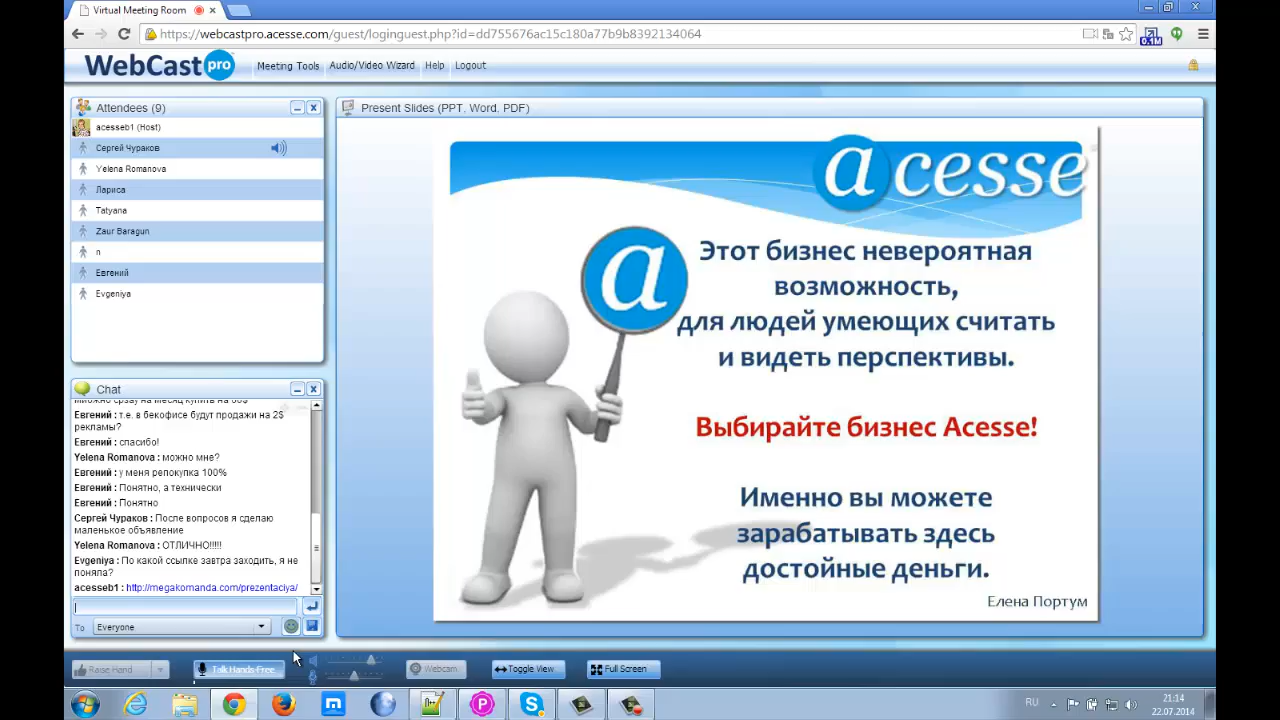 Virtual Meeting Room
https://webcastpro.acesse.com/guest/loginguest.php?id=dd755676ac15c180a77b9b8392134064
0.1M
WebCast pro
Meeting Tools
Audio/Video Wizard
Help
Logout
Attendees (9)
acesseb1 (Host)
Сергей Чураков
Yelena Romanova
Лариса
Tatyana
Zaur Baragun
n
Евгений
Evgeniya
Chat
Евгений : т.е. в бекофисе будут продажи на 2$
рекламы?
Евгений : спасибо!
Yelena Romanova : можно мне?
Евгений : у меня репокупка 100%
Евгений : Понятно, а технически
Евгений : Понятно
Сергей Чураков : После вопросов я сделаю
маленькое объявление
Yelena Romanova : ОТЛИЧНО!!!!!
Evgeniya : По какой ссылке завтра заходить, я не
поняла?
acesseb1 : http://megakomanda.com/prezentaciya/
To
Everyone
Present Slides (PPT, Word, PDF)
a cesse
a
Этот бизнес невероятная
возможность,
для людей умеющих считать
и видеть перспективы.
Выбирайте бизнес Acesse!
Именно вы можете
зарабатывать здесь
достойные деньги.
Елена Портум
Raise Hand
Talk Hands-Free
Webcam
Toggle View
Full Screen
RU
21:14
22.07.2014